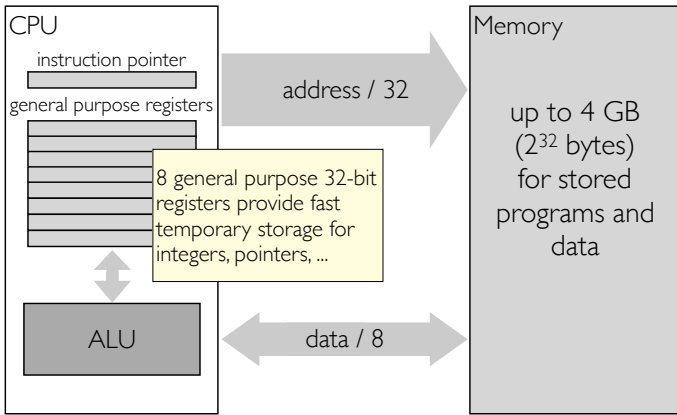 CPU
instruction pointer
general purpose registers
8 general purpose 32-bit
registers provide fast
temporary storage for
integers, pointers, ...
ALU
address / 32
data / 8
Memory
up to 4 GB
(2³² bytes)
for stored
programs and
data